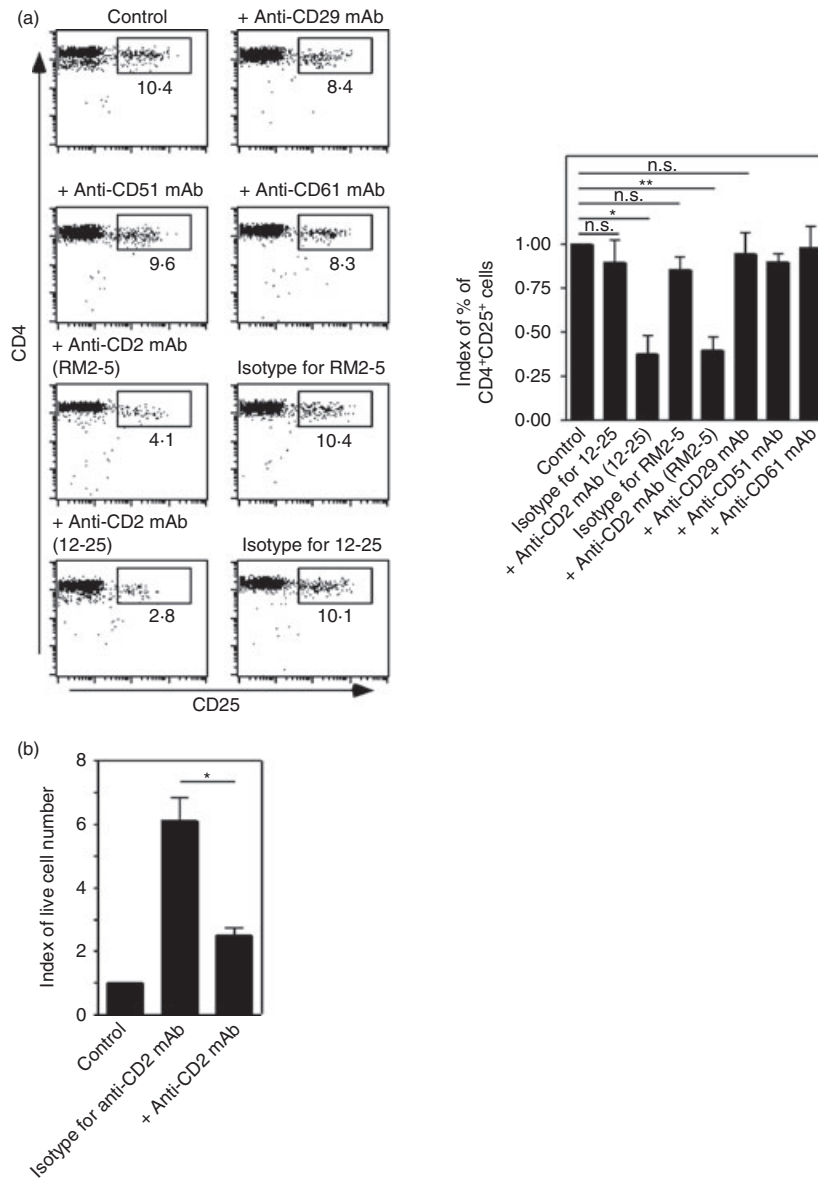 (a)
Control
+ Anti-CD29 mAb
10·4
8·4
+ Anti-CD51 mAb
+ Anti-CD61 mAb
9·6
8·3
+ Anti-CD2 mAb
(RM2-5)
Isotype for RM2-5
4·1
10·4
+ Anti-CD2 mAb
(12-25)
Isotype for 12-25
2·8
10·1
CD4
CD25
n.s.
**
n.s.
*
n.s.
1·00
0·75
0·50
0·25
0·00
Index of % of
CD4⁺CD25⁺ cells
Control
Isotype for 12-25
+ Anti-CD2 mAb (12-25)
Isotype for RM2-5
+ Anti-CD2 mAb (RM2-5)
+ Anti-CD29 mAb
+ Anti-CD51 mAb
+ Anti-CD61 mAb
(b)
8
6
4
2
0
*
Index of live cell number
Control
Isotype for anti-CD2 mAb
+ Anti-CD2 mAb